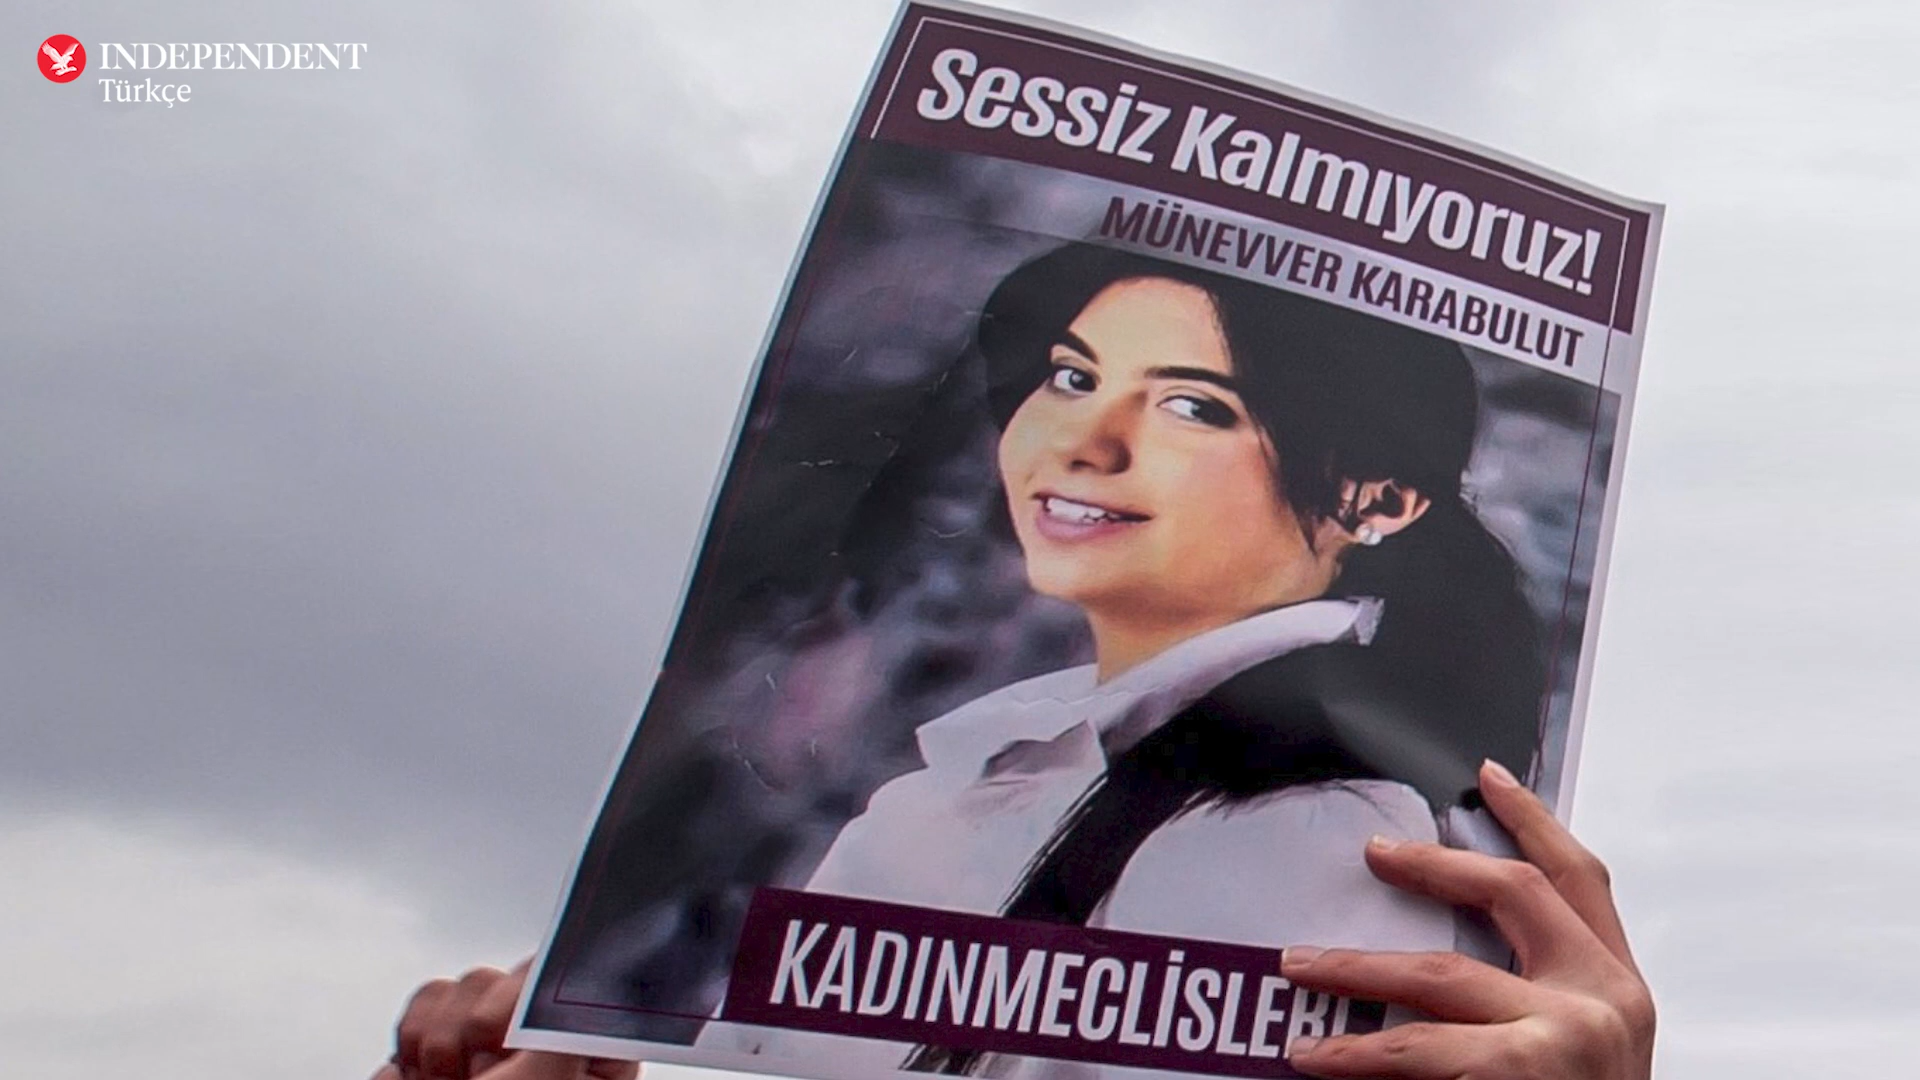 INDEPENDENT
Türkçe
Sessiz Kalmıyoruz!
MÜNEVVER KARABULUT
KADINMECLİSLERİ